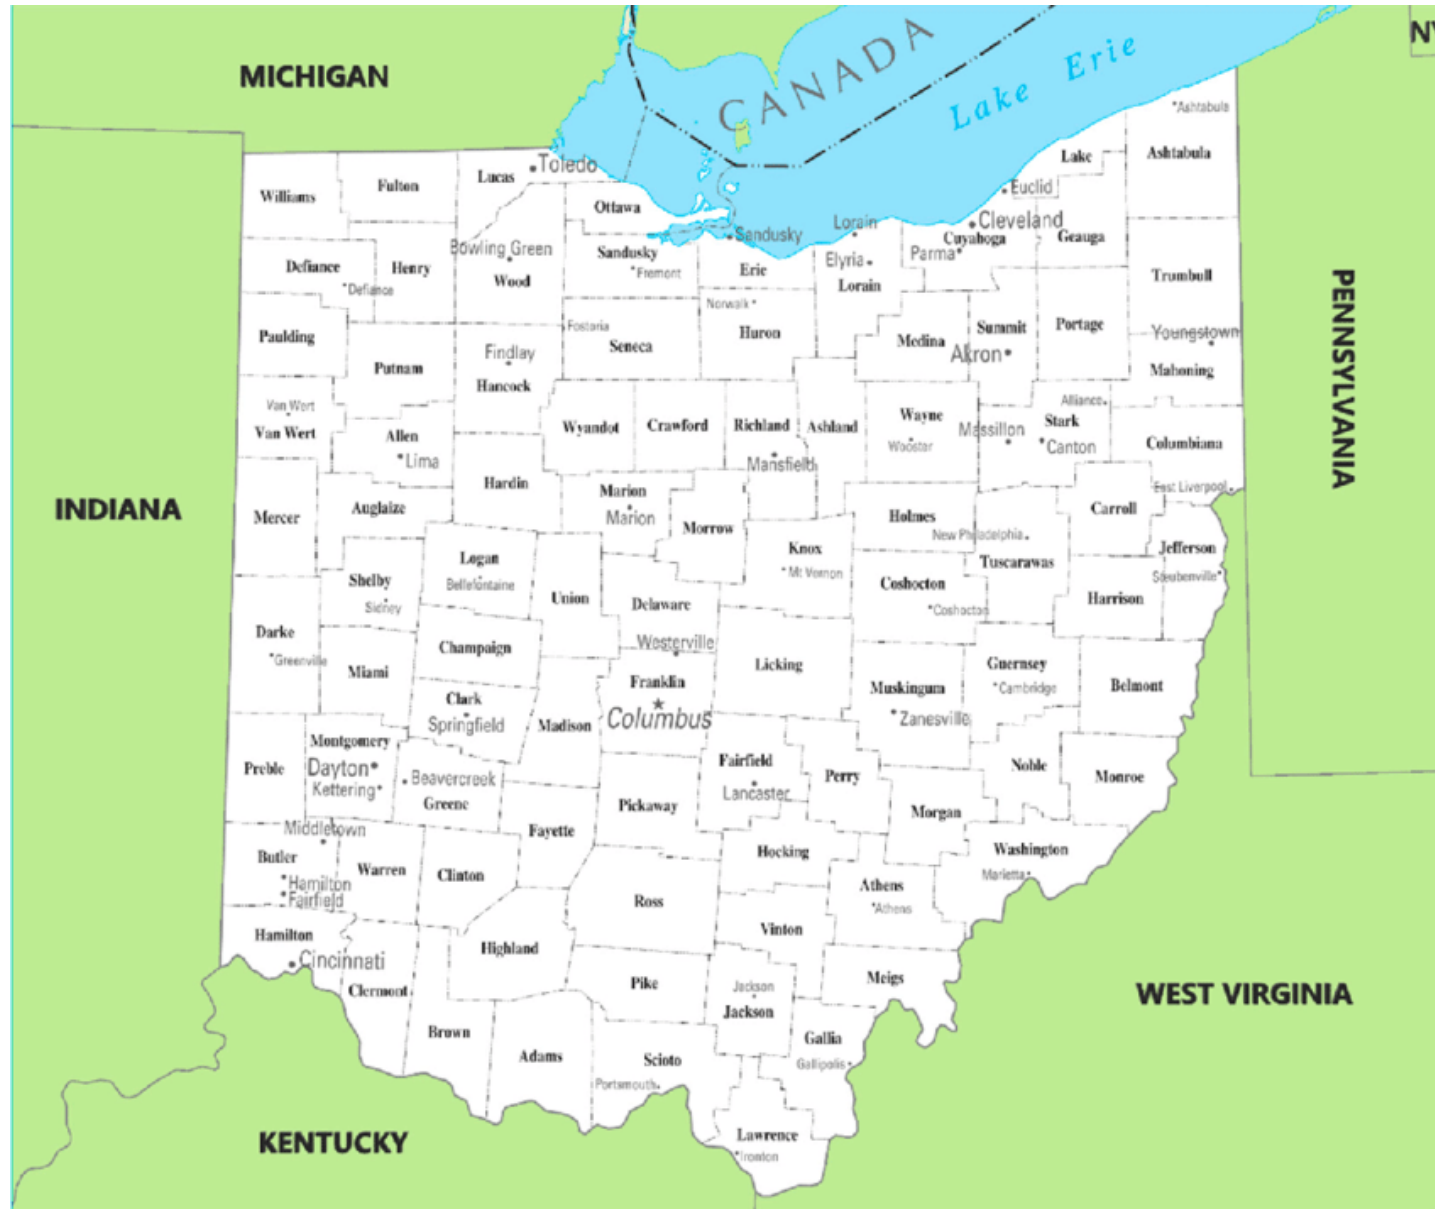 NY
MICHIGAN
CANADA
Lake Erie
Ashtabula
Lake
Ashtabula
Toledo
Lucas
Fulton
Williams
Euclid
Ottawa
Cleveland
Lorain
Sandusky
Cuyahoga
Geauga
Bowling Green
Sandusky
Parma
Elyria
Defiance
Henry
Fremont
Erie
Trumbull
Wood
Lorain
Defiance
Norwalk
PENNSYLVANIA
Paulding
Fostoria
Huron
Summit
Portage
Youngstown
Medina
Seneca
Findlay
Akron
Putnam
Hancock
Mahoning
Van Wert
Alliance
Wayne
Stark
Van Wert
Allen
Wyandot
Crawford
Richland
Ashland
Massillon
Wooster
Canton
Columbiana
Lima
Mansfield
Hardin
Marion
East Liverpool
INDIANA
Mercer
Auglaize
Marion
Morrow
Holmes
Carroll
New Philadelphia
Knox
Jefferson
Logan
Tuscarawas
Mt Vernon
Steubenville
Shelby
Bellefontaine
Coshocton
Union
Harrison
Sidney
Delaware
Coshocton
Darke
Westerville
Champaign
Greenville
Licking
Guernsey
Miami
Franklin
Muskingum
Cambridge
Belmont
Clark
Columbus
Springfield
Madison
Zanesville
Montgomery
Preble
Dayton
Fairfield
Perry
Noble
Monroe
Beavercreek
Kettering
Lancaster
Greene
Pickaway
Morgan
Middletown
Fayette
Hocking
Washington
Butler
Warren
Clinton
Marietta
Hamilton
Athens
Fairfield
Ross
Athens
Hamilton
Vinton
Highland
Cincinnati
Meigs
Clermont
Pike
Jackson
WEST VIRGINIA
Jackson
Brown
Gallia
Adams
Scioto
Gallipolis
Portsmouth
KENTUCKY
Lawrence
Ironton